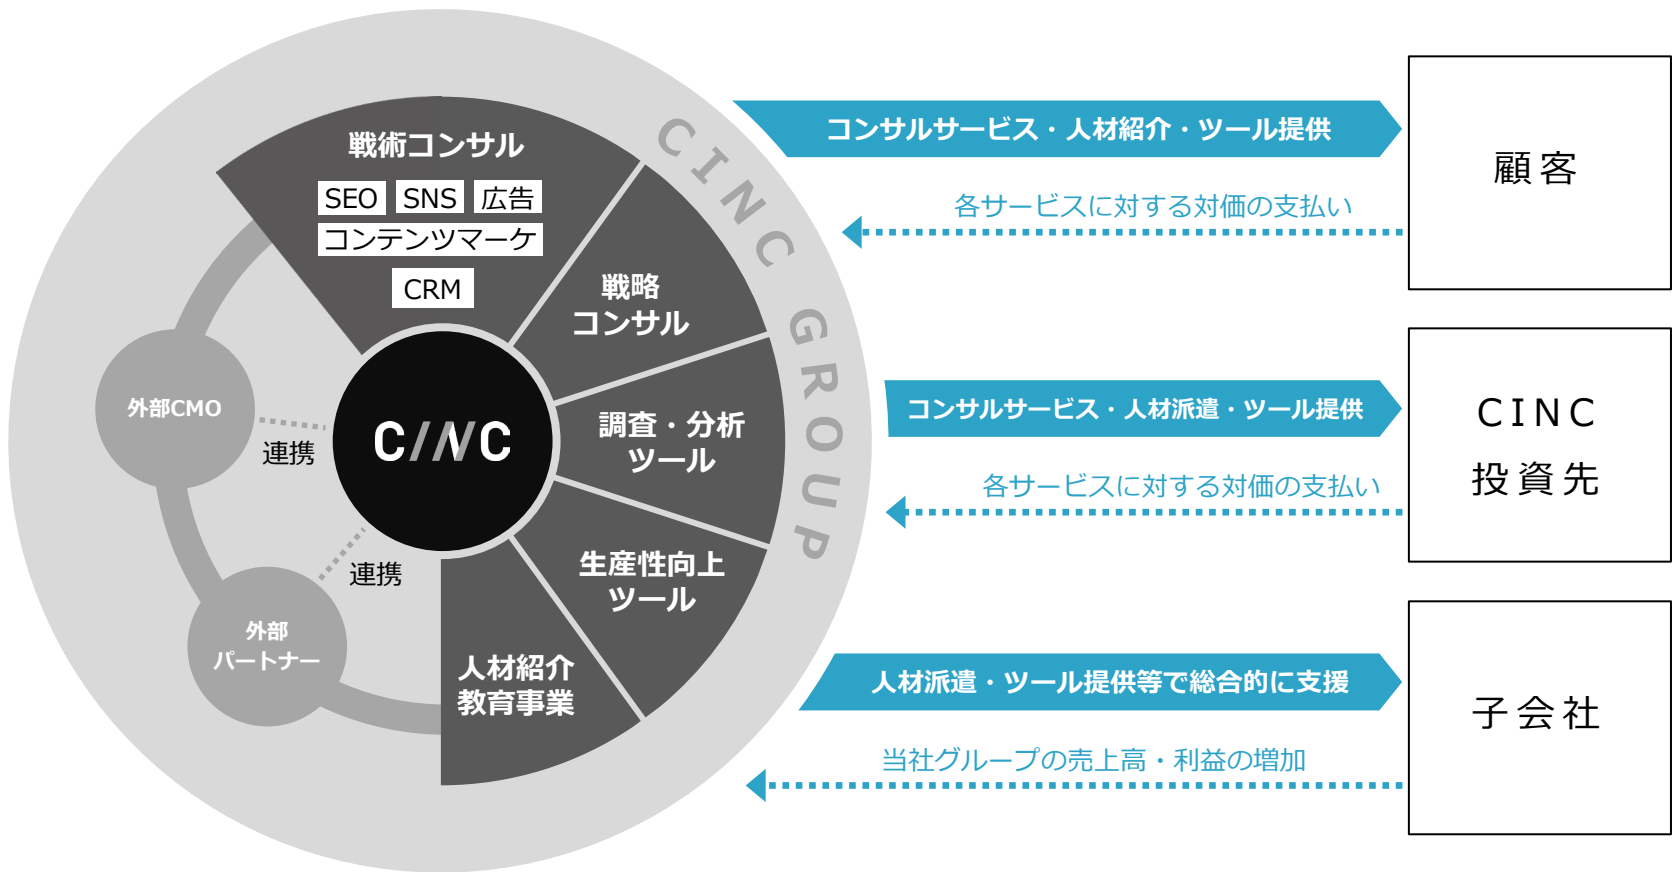 戦術コンサル
SEO SNS 広告
コンテンツマーケ
CRM
戦略
コンサル
調査・分析
ツール
生産性向上
ツール
人材紹介
教育事業
CINC
外部CMO
連携
外部
パートナー
連携
CINC GROUP
コンサルサービス・人材紹介・ツール提供
各サービスに対する対価の支払い
顧客
コンサルサービス・人材派遣・ツール提供
各サービスに対する対価の支払い
CINC
投資先
人材派遣・ツール提供等で総合的に支援
当社グループの売上高・利益の増加
子会社